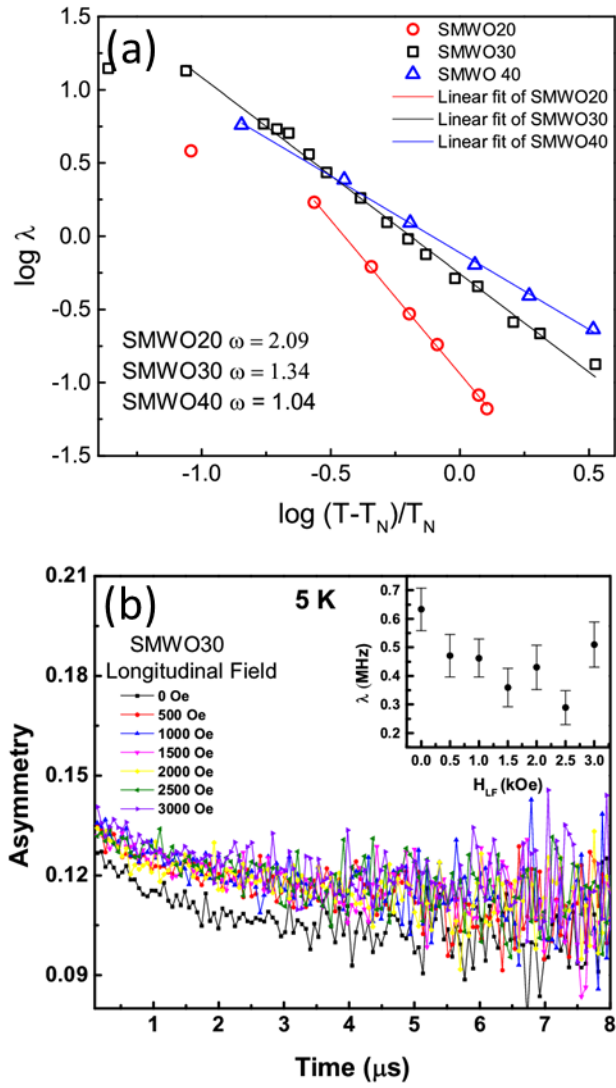 (a)
SMWO20
SMWO30
SMWO 40
Linear fit of SMWO20
Linear fit of SMWO30
Linear fit of SMWO40
1.5
1.0
0.5
0.0
-0.5
-1.0
-1.5
log λ
SMWO20 ω = 2.09
SMWO30 ω = 1.34
SMWO40 ω = 1.04
-1.0 -0.5 0.0 0.5
log (T-T_N)/T_N
(b)
5 K
SMWO30
Longitudinal Field
0 Oe
500 Oe
1000 Oe
1500 Oe
2000 Oe
2500 Oe
3000 Oe
0.21
0.18
0.15
0.12
0.09
Asymmetry
0.7
0.6
0.5
0.4
0.3
0.2
λ (MHz)
0.0 0.5 1.0 1.5 2.0 2.5 3.0
H_LF (kOe)
1 2 3 4 5 6 7 8
Time (μs)